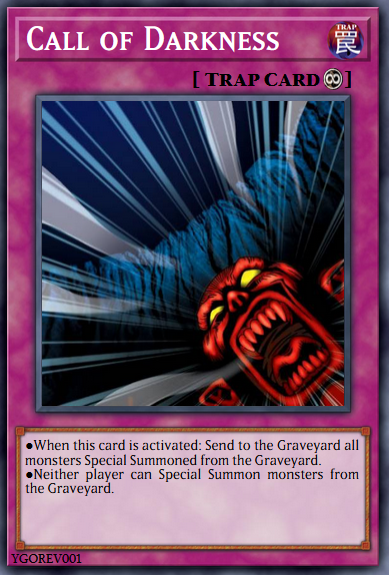 Call of Darkness
TRAP
罠
[ Trap Card ♾ ]
●When this card is activated: Send to the Graveyard all
monsters Special Summoned from the Graveyard.
●Neither player can Special Summon monsters from
the Graveyard.
YGOREV001